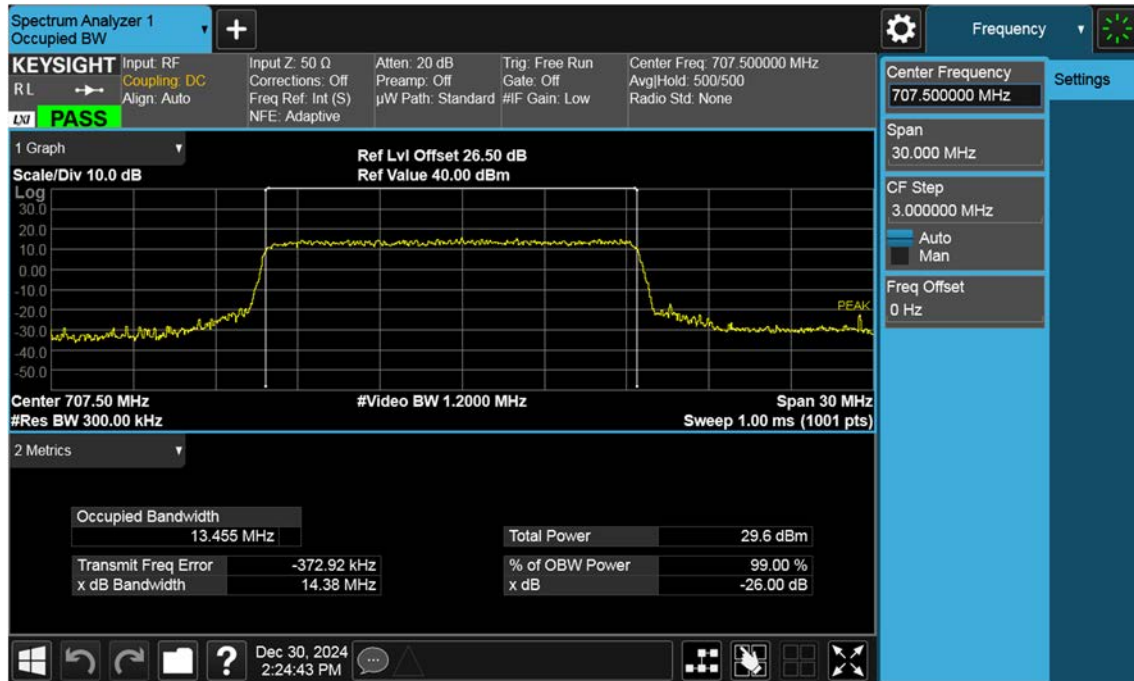 Spectrum Analyzer 1
Occupied BW
Frequency
KEYSIGHT
R L
LXI PASS
Input: RF
Coupling: DC
Align: Auto
Input Z: 50 Ω
Corrections: Off
Freq Ref: Int (S)
NFE: Adaptive
Atten: 20 dB
Preamp: Off
µW Path: Standard
Trig: Free Run
Gate: Off
#IF Gain: Low
Center Freq: 707.500000 MHz
Avg|Hold: 500/500
Radio Std: None
Center Frequency
707.500000 MHz
Settings
Span
30.000 MHz
CF Step
3.000000 MHz
Auto
Man
Freq Offset
0 Hz
1 Graph
Scale/Div 10.0 dB
Ref Lvl Offset 26.50 dB
Ref Value 40.00 dBm
Log
30.0
20.0
10.0
0.00
-10.0
-20.0
-30.0
-40.0
-50.0
PEAK
Center 707.50 MHz
#Video BW 1.2000 MHz
Span 30 MHz
#Res BW 300.00 kHz
Sweep 1.00 ms (1001 pts)
2 Metrics
Occupied Bandwidth
13.455 MHz
Total Power 29.6 dBm
Transmit Freq Error -372.92 kHz
% of OBW Power 99.00 %
x dB Bandwidth 14.38 MHz
x dB -26.00 dB
?
Dec 30, 2024
2:24:43 PM